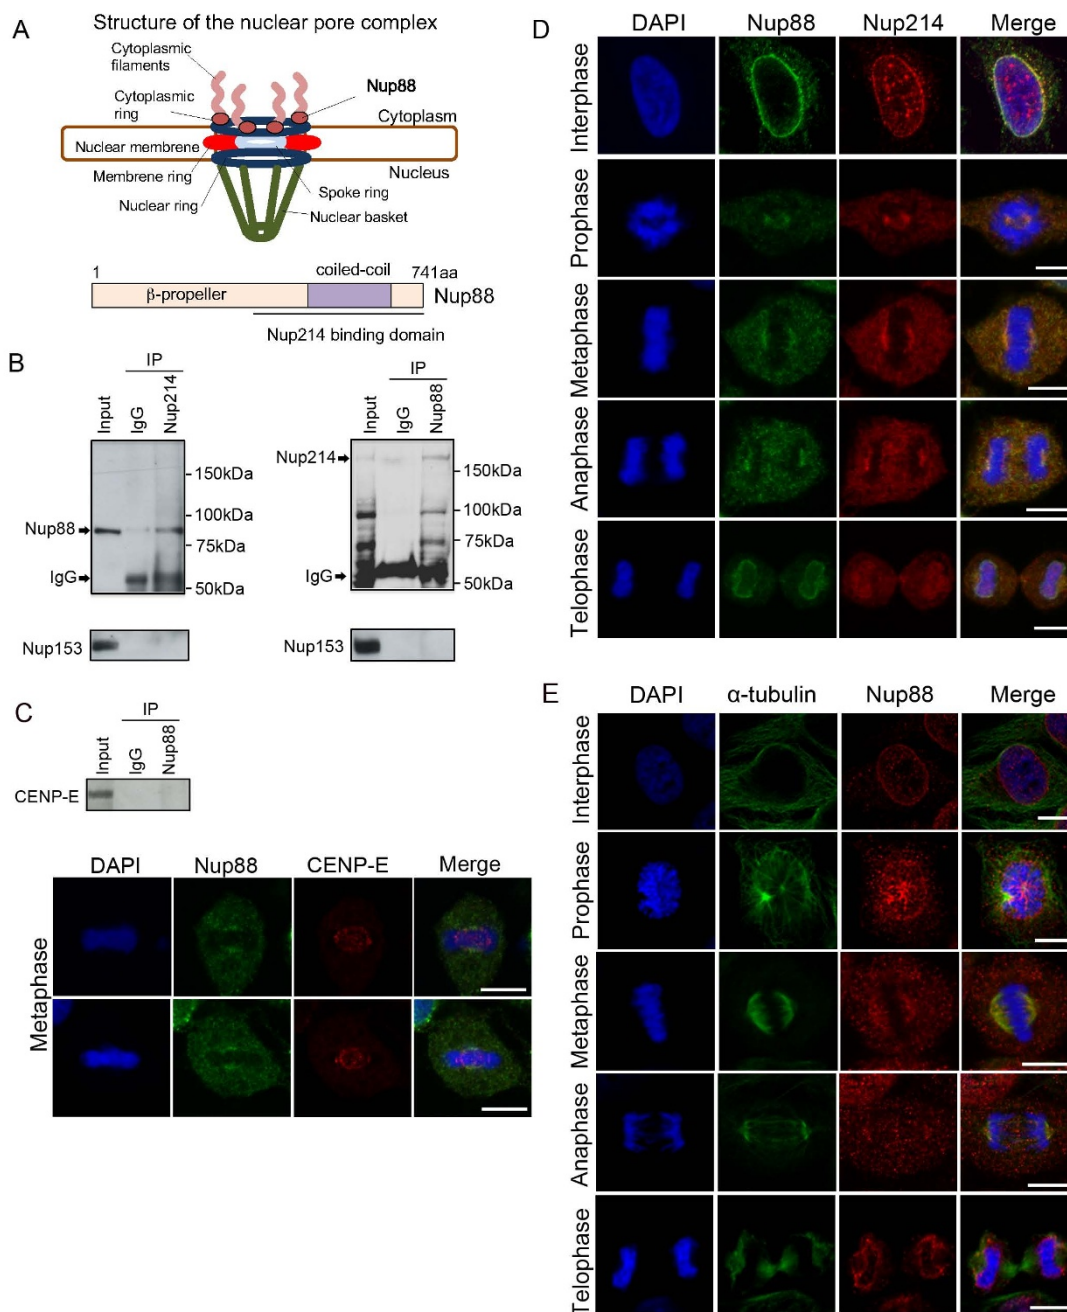 A
Structure of the nuclear pore complex
Cytoplasmic
filaments
Nup88
Cytoplasmic
ring
Cytoplasm
Nuclear membrene
Nucleus
Membrene ring
Spoke ring
Nuclear ring
Nuclear basket
1
coiled-coil
741aa
β-propeller
Nup88
Nup214 binding domain
B
IP
Input
IgG
Nup214
150kDa
100kDa
Nup88
75kDa
IgG
50kDa
Nup153
IP
Input
IgG
Nup88
Nup214
150kDa
100kDa
75kDa
IgG
50kDa
Nup153
C
IP
Input
IgG
Nup88
CENP-E
DAPI
Nup88
CENP-E
Merge
Metaphase
D
DAPI
Nup88
Nup214
Merge
Interphase
Prophase
Metaphase
Anaphase
Telophase
E
DAPI
α-tubulin
Nup88
Merge
Interphase
Prophase
Metaphase
Anaphase
Telophase